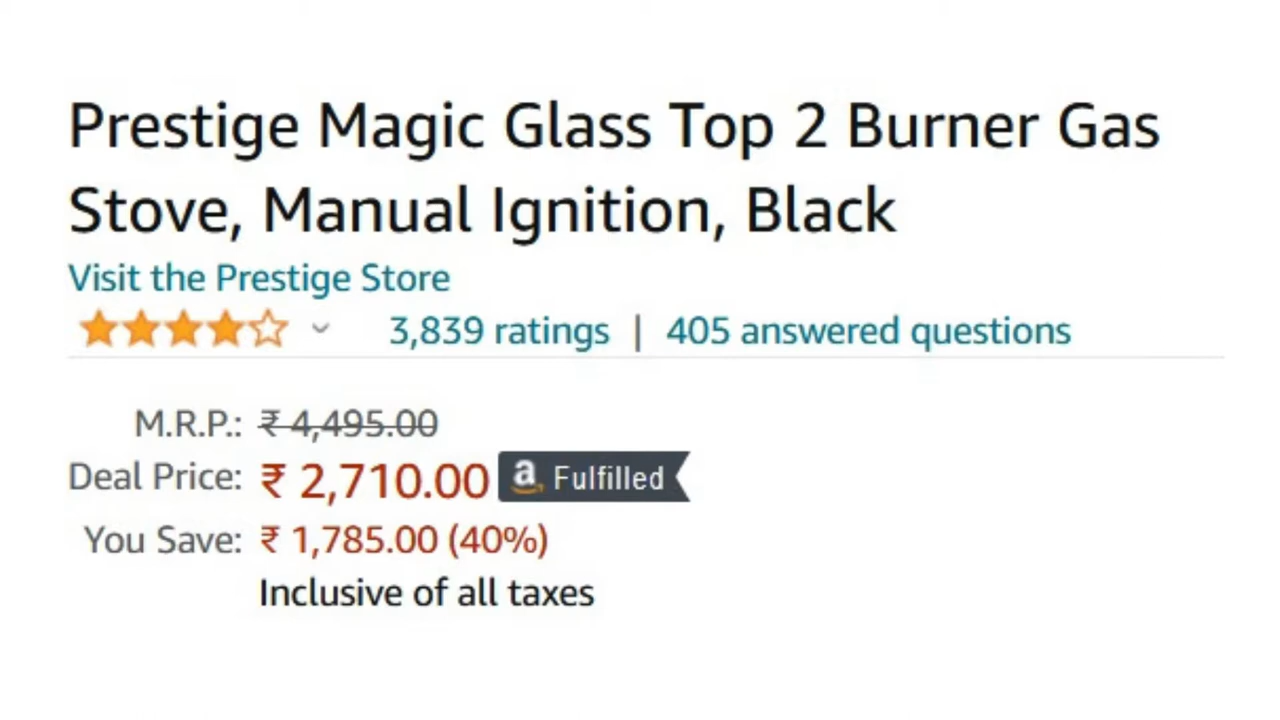 Prestige Magic Glass Top 2 Burner Gas
Stove, Manual Ignition, Black
Visit the Prestige Store
3,839 ratings | 405 answered questions
M.R.P.: ₹ 4,495.00
Deal Price: ₹ 2,710.00 a Fulfilled
You Save: ₹ 1,785.00 (40%)
Inclusive of all taxes